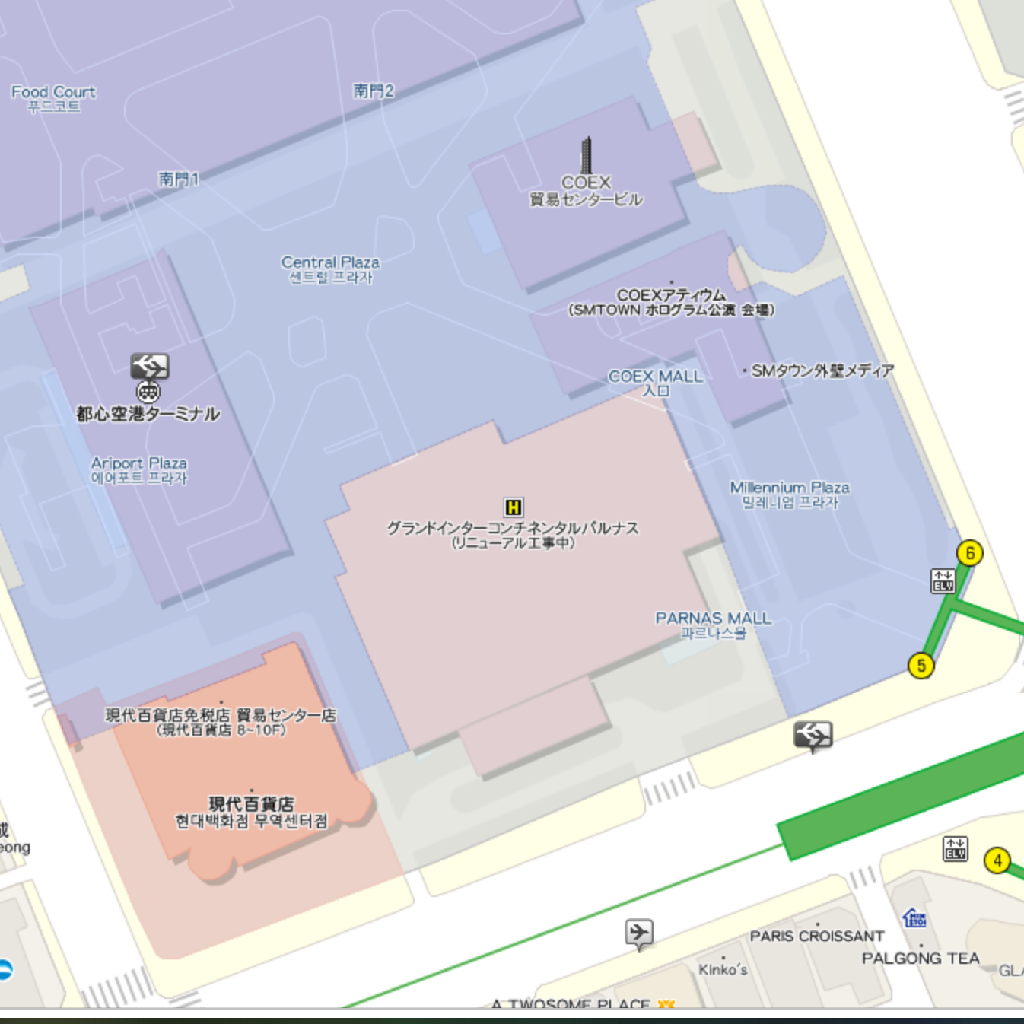 Food Court
푸드코트
南門2
南門1
COEX
貿易センタービル
Central Plaza
센트럴 프라자
COEXアティウム
(SMTOWN ホログラム公演 会場)
COEX MALL
入口
SMタウン外壁メディア
都心空港ターミナル
Ariport Plaza
에어포트 프라자
Millennium Plaza
밀레니엄 프라자
H
グランドインターコンチネンタルパルナス
(リニューアル工事中)
6
ELV
PARNAS MALL
파르나스몰
5
現代百貨店免税店 貿易センター店
(現代百貨店 8~10F)
現代百貨店
현대백화점 무역센터점
eong
ELV
4
MINI
STOP
PARIS CROISSANT
PALGONG TEA
Kinko's
GLA
A TWOSOME PLACE